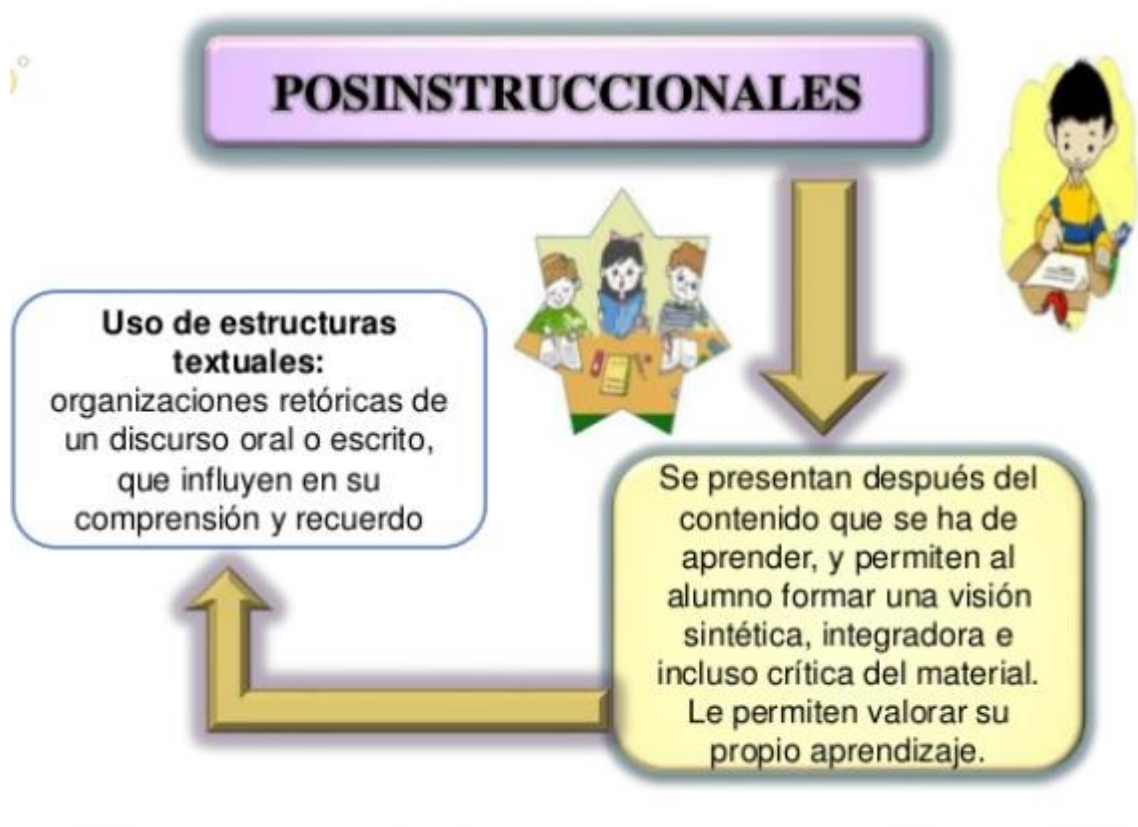 POSINSTRUCCIONALES
Uso de estructuras
textuales:
organizaciones retóricas de
un discurso oral o escrito,
que influyen en su
comprensión y recuerdo
Se presentan después del
contenido que se ha de
aprender, y permiten al
alumno formar una visión
sintética, integradora e
incluso crítica del material.
Le permiten valorar su
propio aprendizaje.